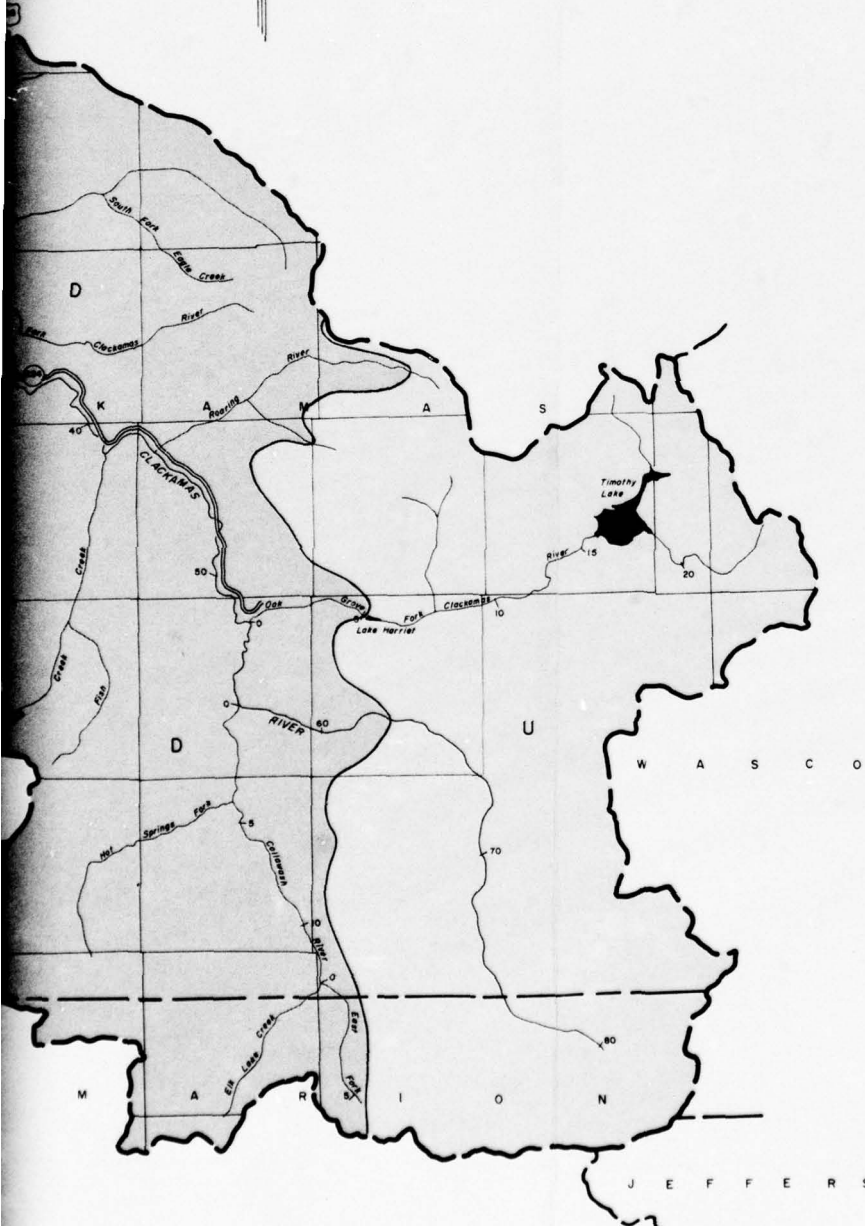 South Fork Eagle Creek
D
Fork Clackamas River
Roaring River
K A M A S
40
CLACKAMAS
Timothy Lake
Creek
50
River
15
20
Oak Grove Fork Clackamas
0
5
10
Lake Harriet
Creek
Fish
0
RIVER
60
U
D
W A S C O
Hot Springs Fork
5
Collawash
70
10
River
0
East
Elk Lake Creek
80
Fork
5
M A R I O N
J E F F E R S